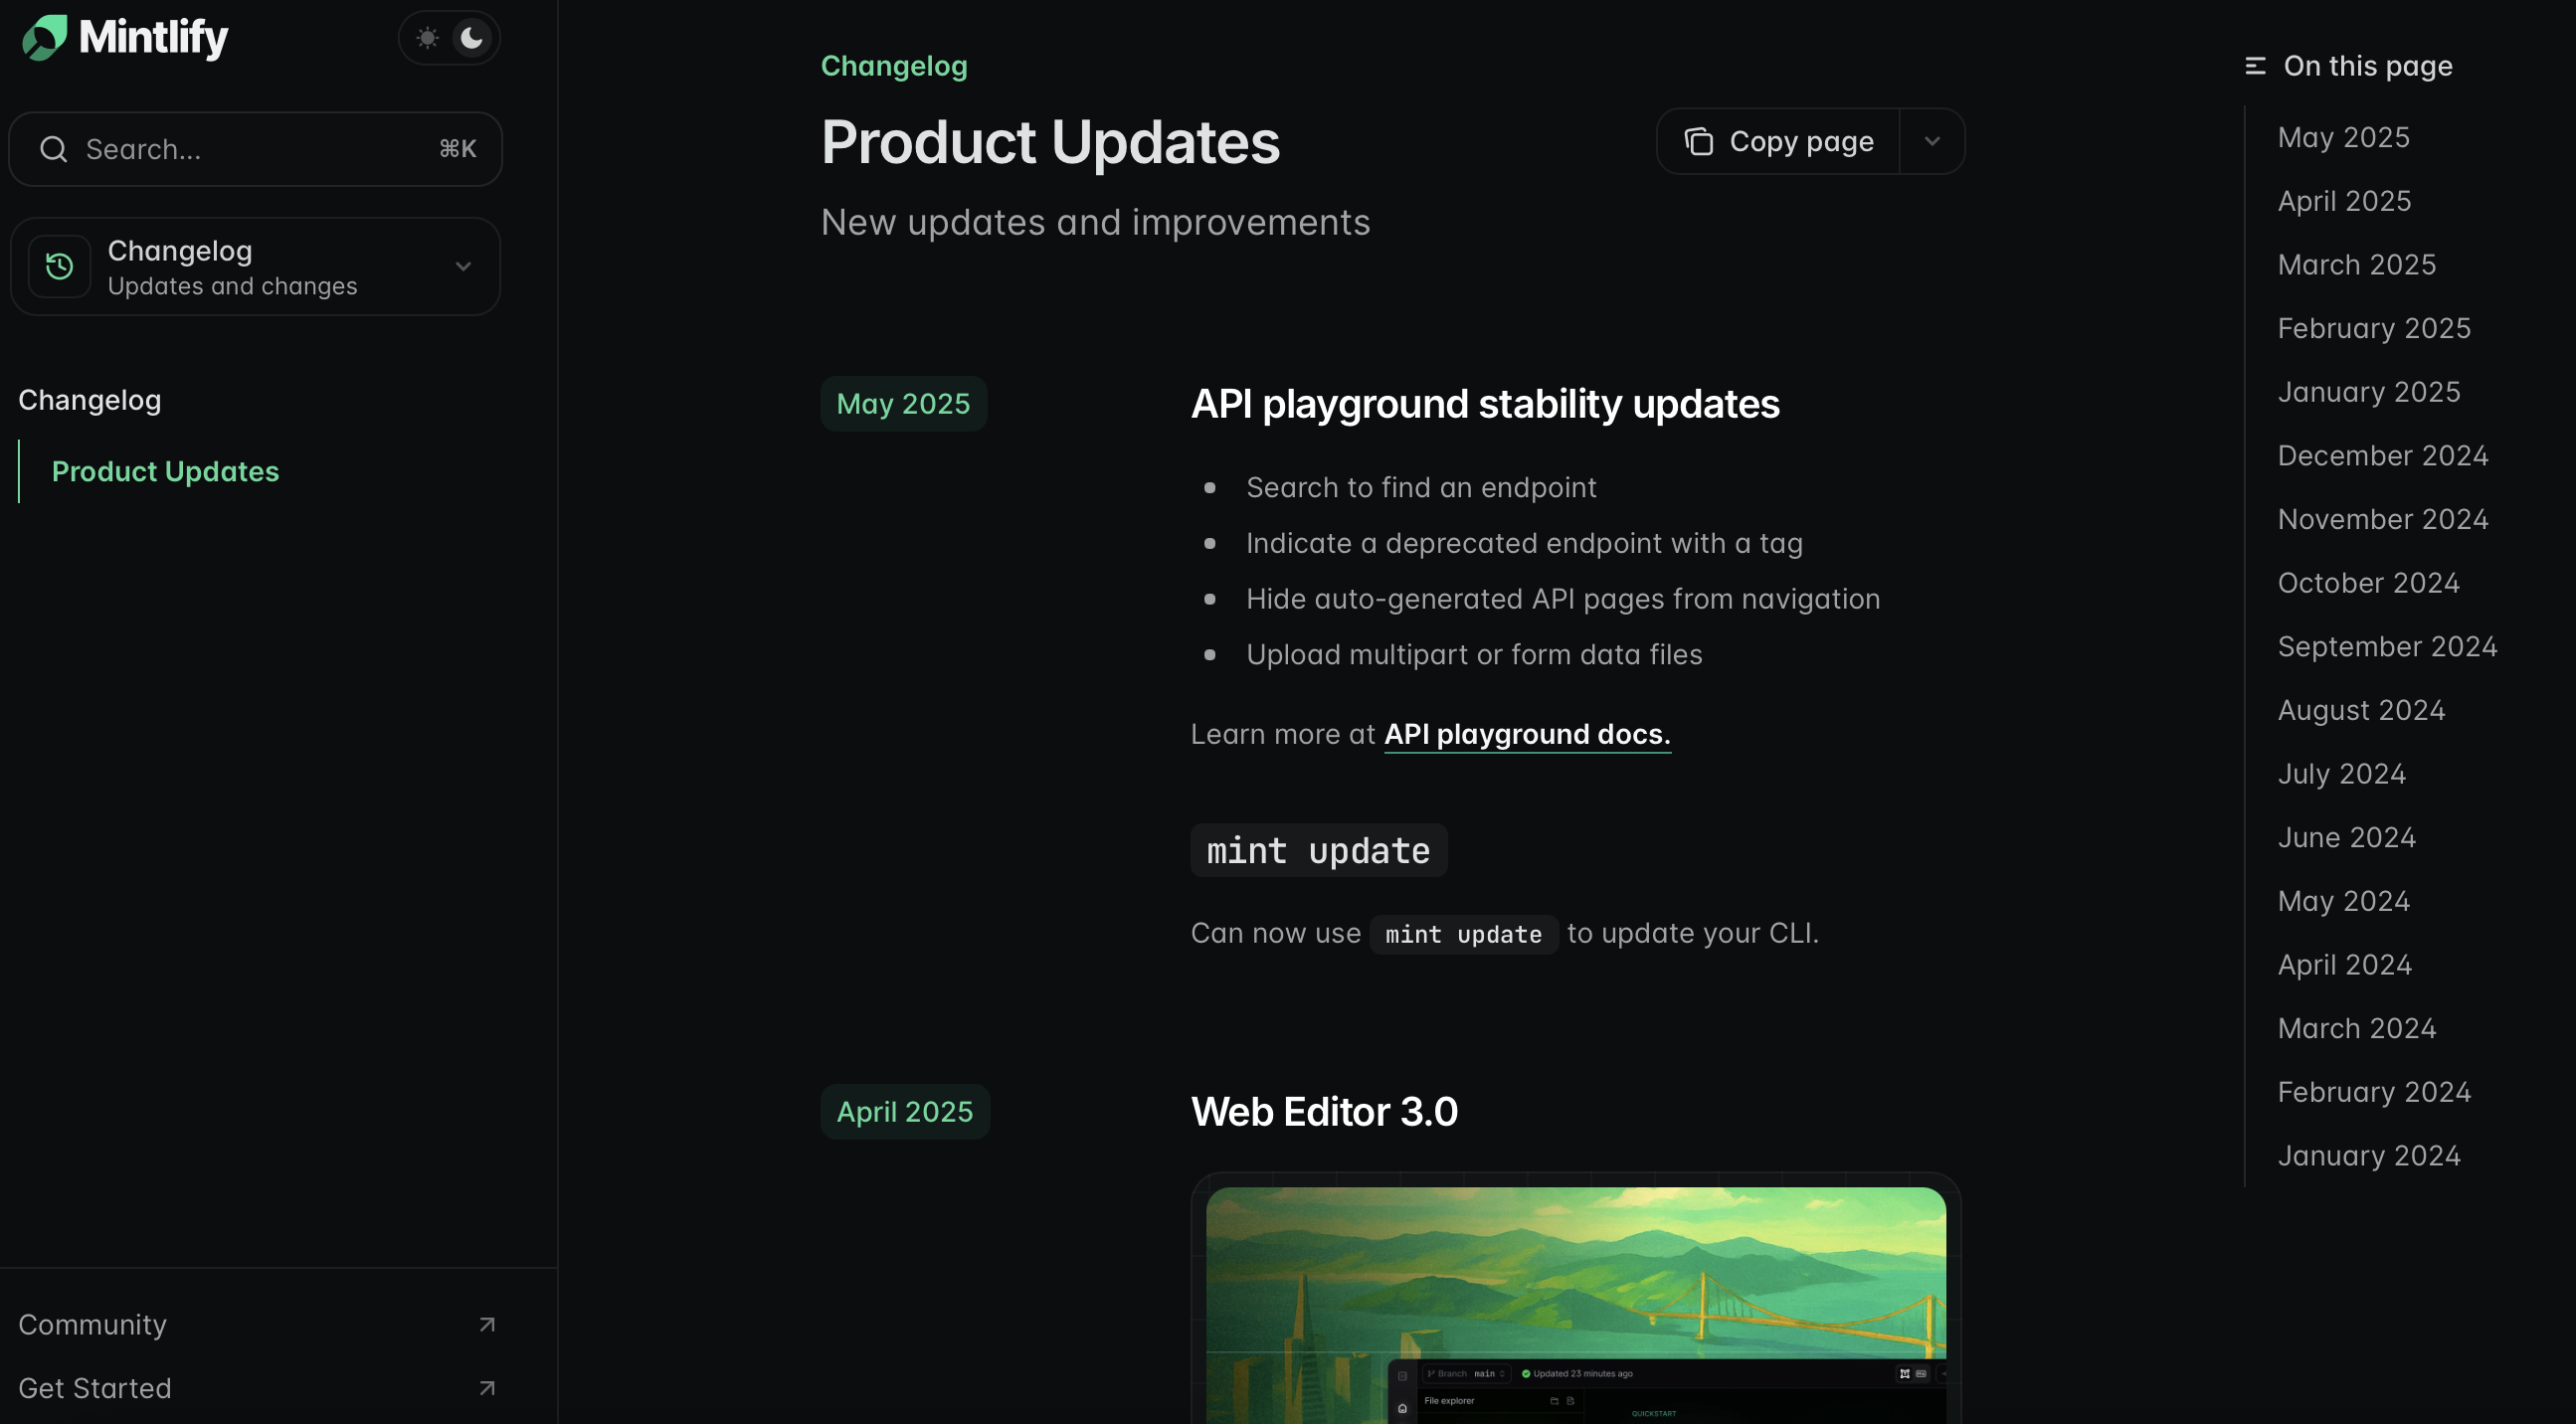 Mintlify
Search...
⌘K
Changelog
Updates and changes
Changelog
Product Updates
Community
Get Started
Changelog
Product Updates
Copy page
New updates and improvements
May 2025
API playground stability updates
Search to find an endpoint
Indicate a deprecated endpoint with a tag
Hide auto-generated API pages from navigation
Upload multipart or form data files
Learn more at API playground docs.
mint update
Can now use mint update to update your CLI.
April 2025
Web Editor 3.0
Branch main
Updated 23 minutes ago
File explorer
QUICKSTART
On this page
May 2025
April 2025
March 2025
February 2025
January 2025
December 2024
November 2024
October 2024
September 2024
August 2024
July 2024
June 2024
May 2024
April 2024
March 2024
February 2024
January 2024